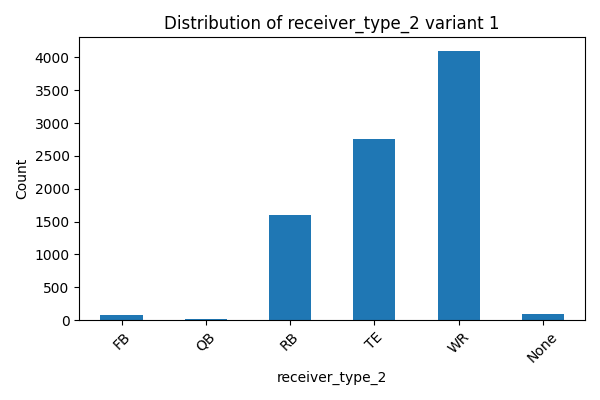 Distribution of receiver_type_2 variant 1
Count
4000
3500
3000
2500
2000
1500
1000
500
0
FB QB RB TE WR None
receiver_type_2